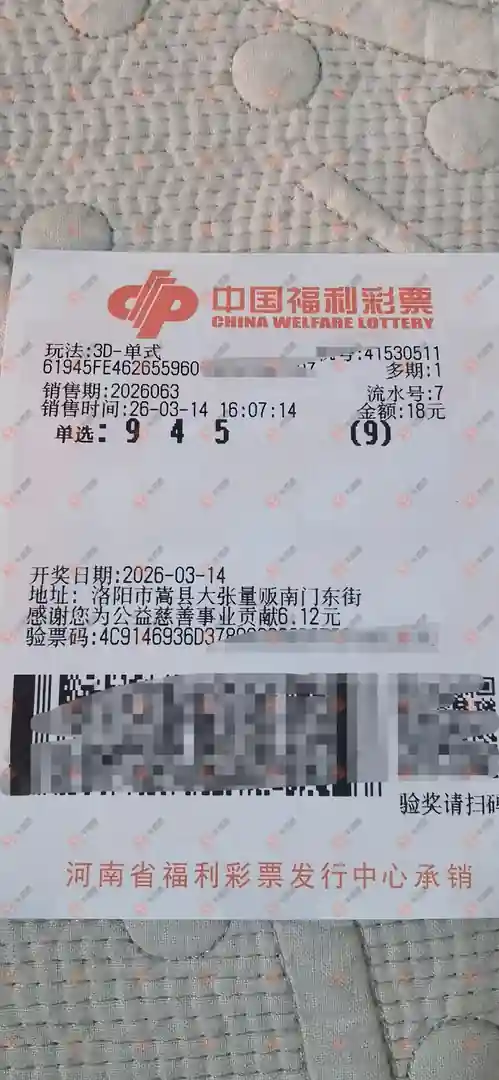 中国福利彩票
CHINA WELFARE LOTTERY
玩法:3D-单式
号:41530511
61945FE462655960
多期:1
销售期:2026063
流水号:7
销售时间:26-03-14 16:07:14
金额:18元
单选: 9 4 5 (9)
开奖日期:2026-03-14
地址: 洛阳市嵩县大张量贩南门东街
感谢您为公益慈善事业贡献6.12元
验票码:4C9146936D378
验奖请扫码
河南省福利彩票发行中心承销